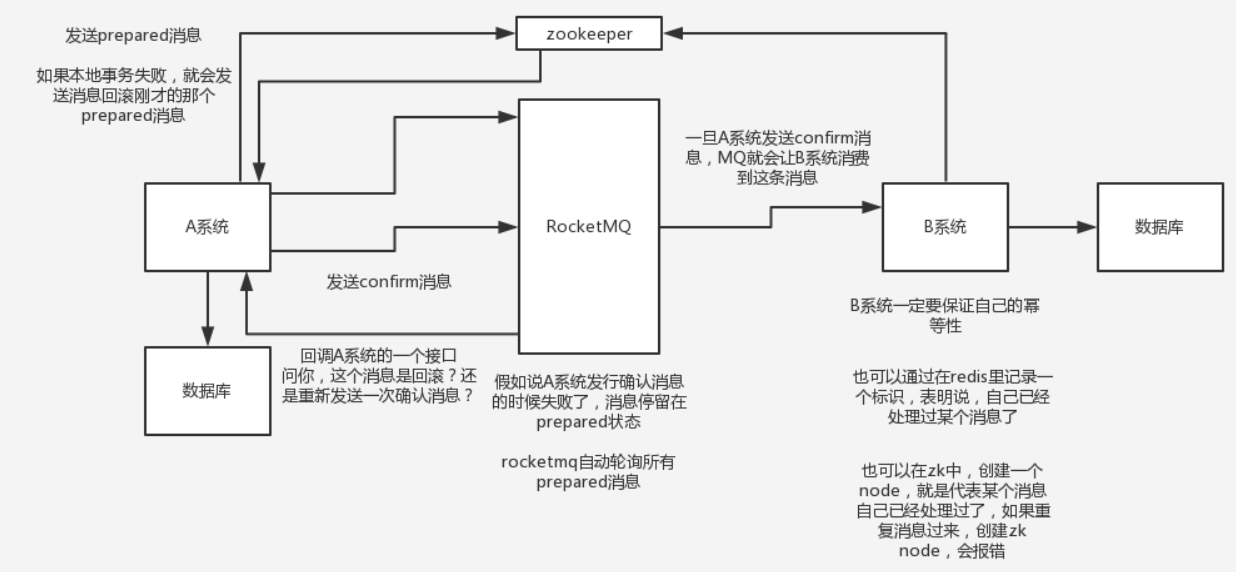 发送prepared消息
如果本地事务失败，就会发
送消息回滚刚才的那个
prepared消息
zookeeper
A系统
数据库
发送confirm消息
回调A系统的一个接口
问你，这个消息是回滚？还
是重新发送一次确认消息？
RocketMQ
假如说A系统发行确认消息
的时候失败了，消息停留在
prepared状态
rocketmq自动轮询所有
prepared消息
一旦A系统发送confirm消
息，MQ就会让B系统消费
到这条消息
B系统
数据库
B系统一定要保证自己的幂
等性
也可以通过在redis里记录一
个标识，表明说，自己已经
处理过某个消息了
也可以在zk中，创建一个
node，就是代表某个消息
自己已经处理过了，如果重
复消息过来，创建zk
node，会报错